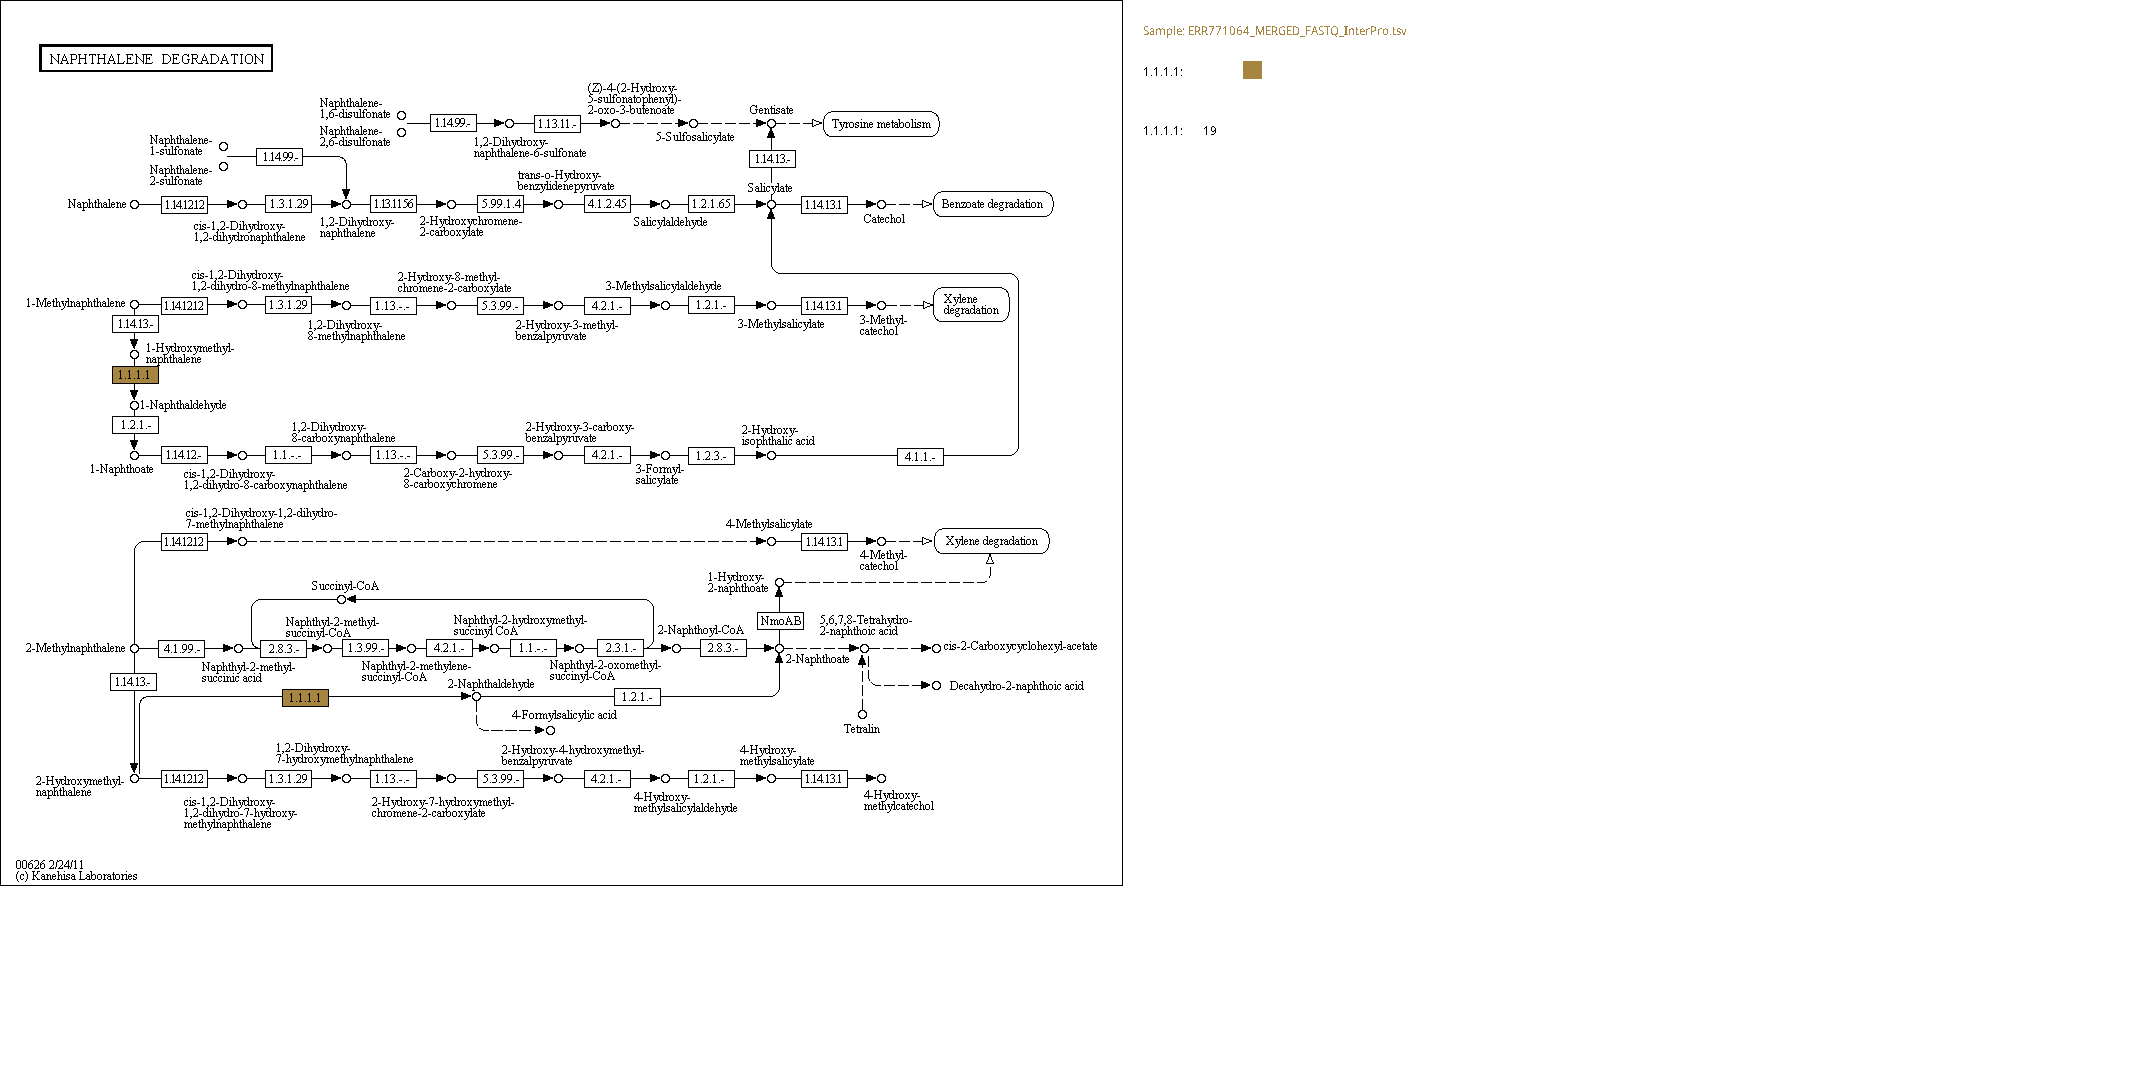 NAPHTHALENE DEGRADATION
Sample: ERR771064_MERGED_FASTQ_InterPro.tsv
1.1.1.1:
1.1.1.1: 19
Naphthalene-
1,6-disulfonate
Naphthalene-
2,6-disulfonate
1.14.99.-
1,2-Dihydroxy-
naphthalene-6-sulfonate
1.13.11.-
(Z)-4-(2-Hydroxy-
5-sulfonatophenyl)-
2-oxo-3-butenoate
5-Sulfosalicylate
Gentisate
Tyrosine metabolism
Naphthalene-
1-sulfonate
Naphthalene-
2-sulfonate
1.14.99.-
1.14.13.-
Naphthalene
1.14.12.12
cis-1,2-Dihydroxy-
1,2-dihydronaphthalene
1.3.1.29
1,2-Dihydroxy-
naphthalene
1.13.11.56
2-Hydroxychromene-
2-carboxylate
5.99.1.4
trans-o-Hydroxy-
benzylidenepyruvate
4.1.2.45
Salicylaldehyde
1.2.1.65
Salicylate
1.14.13.1
Catechol
Benzoate degradation
1-Methylnaphthalene
1.14.12.12
cis-1,2-Dihydroxy-
1,2-dihydro-8-methylnaphthalene
1.3.1.29
1,2-Dihydroxy-
8-methylnaphthalene
1.13.-.-
2-Hydroxy-8-methyl-
chromene-2-carboxylate
5.3.99.-
2-Hydroxy-3-methyl-
benzalpyruvate
4.2.1.-
3-Methylsalicylaldehyde
1.2.1.-
3-Methylsalicylate
1.14.13.1
3-Methyl-
catechol
Xylene
degradation
1.14.13.-
1-Hydroxymethyl-
naphthalene
1.1.1.1
1-Naphthaldehyde
1.2.1.-
1-Naphthoate
1.14.12.-
cis-1,2-Dihydroxy-
1,2-dihydro-8-carboxynaphthalene
1.1.-.-
1,2-Dihydroxy-
8-carboxynaphthalene
1.13.-.-
2-Carboxy-2-hydroxy-
8-carboxychromene
5.3.99.-
2-Hydroxy-3-carboxy-
benzalpyruvate
4.2.1.-
3-Formyl-
salicylate
1.2.3.-
2-Hydroxy-
isophthalic acid
4.1.1.-
cis-1,2-Dihydroxy-1,2-dihydro-
7-methylnaphthalene
1.14.12.12
4-Methylsalicylate
1.14.13.1
4-Methyl-
catechol
Xylene degradation
Succinyl-CoA
1-Hydroxy-
2-naphthoate
NmoAB
2-Methylnaphthalene
4.1.99.-
Naphthyl-2-methyl-
succinic acid
2.8.3.-
Naphthyl-2-methyl-
succinyl-CoA
1.3.99.-
Naphthyl-2-methylene-
succinyl-CoA
4.2.1.-
Naphthyl-2-hydroxymethyl-
succinyl CoA
1.1.-.-
Naphthyl-2-oxomethyl-
succinyl-CoA
2.3.1.-
2-Naphthoyl-CoA
2.8.3.-
2-Naphthoate
5,6,7,8-Tetrahydro-
2-naphthoic acid
cis-2-Carboxycyclohexyl-acetate
Decahydro-2-naphthoic acid
Tetralin
1.14.13.-
1.1.1.1
2-Naphthaldehyde
1.2.1.-
4-Formylsalicylic acid
2-Hydroxymethyl-
naphthalene
1.14.12.12
cis-1,2-Dihydroxy-
1,2-dihydro-7-hydroxy-
methylnaphthalene
1.3.1.29
1,2-Dihydroxy-
7-hydroxymethylnaphthalene
1.13.-.-
2-Hydroxy-7-hydroxymethyl-
chromene-2-carboxylate
5.3.99.-
2-Hydroxy-4-hydroxymethyl-
benzalpyruvate
4.2.1.-
4-Hydroxy-
methylsalicylaldehyde
1.2.1.-
4-Hydroxy-
methylsalicylate
1.14.13.1
4-Hydroxy-
methylcatechol
00626 2/24/11
(c) Kanehisa Laboratories